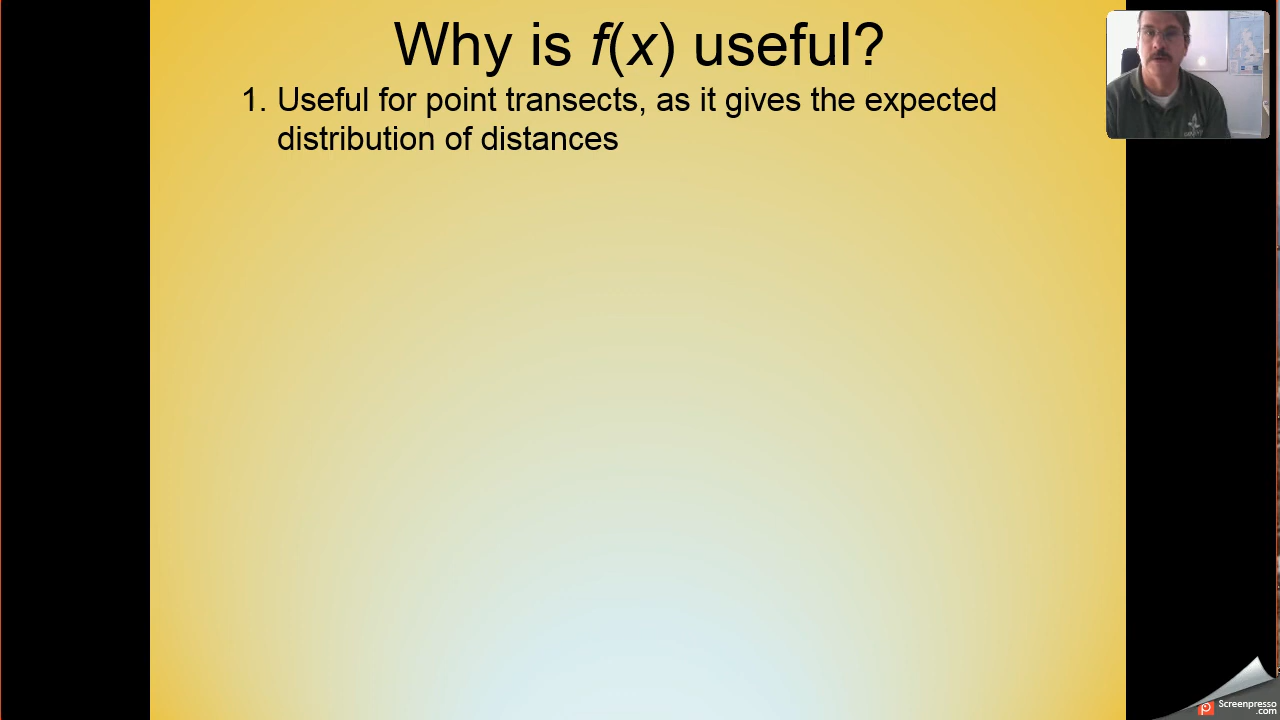 Why is f(x) useful?
1. Useful for point transects, as it gives the expected
distribution of distances
Screenpresso
.com